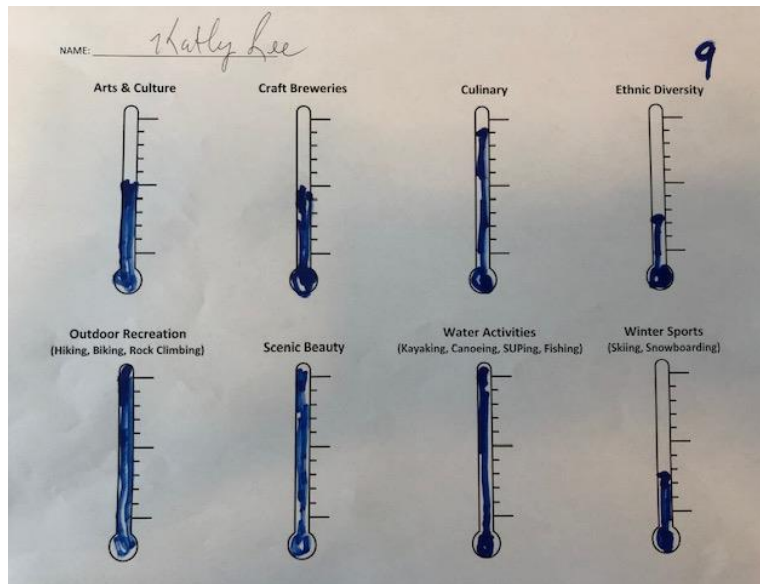 NAME: Kathy Lee
9
Arts & Culture
Craft Breweries
Culinary
Ethnic Diversity
Outdoor Recreation
(Hiking, Biking, Rock Climbing)
Scenic Beauty
Water Activities
(Kayaking, Canoeing, SUPing, Fishing)
Winter Sports
(Skiing, Snowboarding)